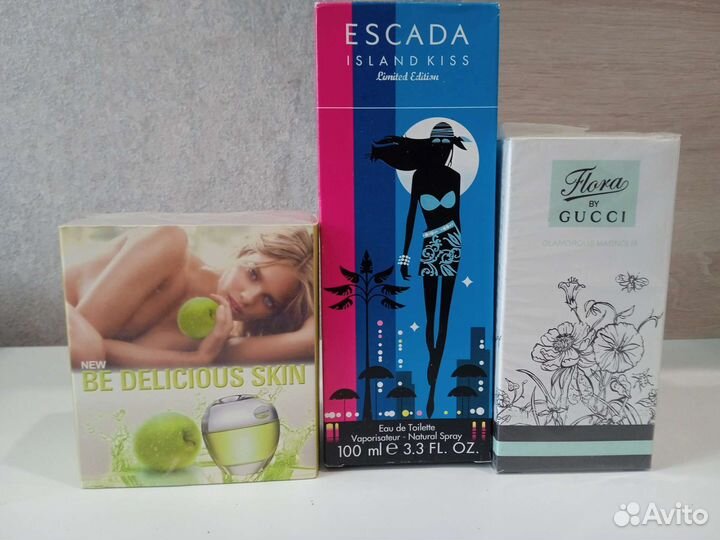 NEW
BE DELICIOUS SKIN
ESCADA
ISLAND KISS
Limited Edition
Eau de Toilette
Vaporisateur - Natural Spray
100 ml e 3.3 FL. OZ.
Flora
BY
GUCCI
GLAMOROUS MAGNOLIA
Avito